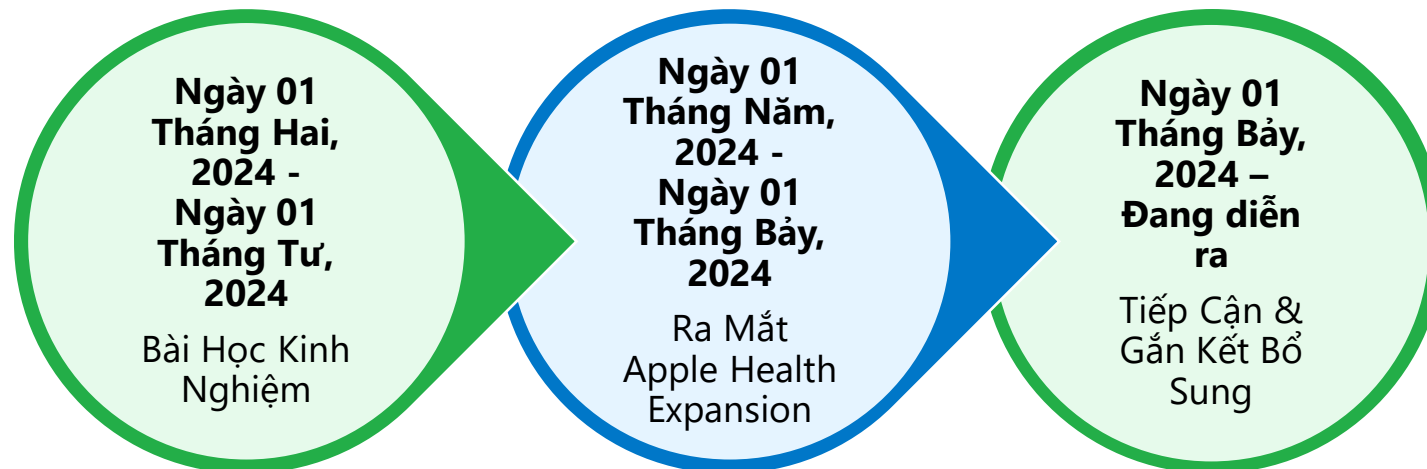 Ngày 01
Tháng Hai,
2024 -
Ngày 01
Tháng Tư,
2024
Bài Học Kinh
Nghiệm
Ngày 01
Tháng Năm,
2024 -
Ngày 01
Tháng Bảy,
2024
Ra Mắt
Apple Health
Expansion
Ngày 01
Tháng Bảy,
2024 –
Đang diễn
ra
Tiếp Cận &
Gắn Kết Bổ
Sung